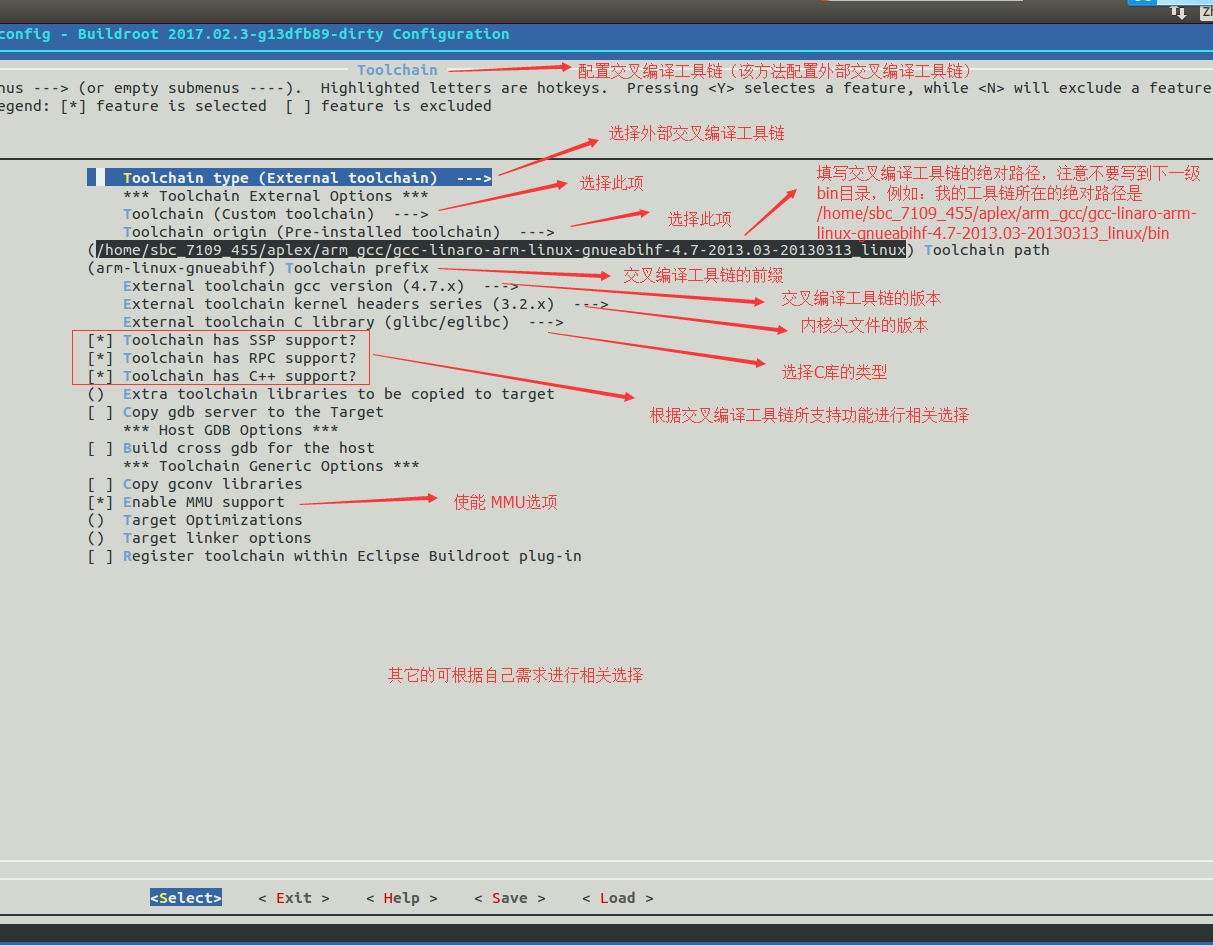 config - Buildroot 2017.02.3-g13dfb89-dirty Configuration
Toolchain
配置交叉编译工具链（该方法配置外部交叉编译工具链）
nus ---> (or empty submenus ----).  Highlighted letters are hotkeys.  Pressing <Y> selectes a feature, while <N> will exclude a feature
egend: [*] feature is selected  [ ] feature is excluded
选择外部交叉编译工具链
Toolchain type (External toolchain)  --->
*** Toolchain External Options ***
选择此项
Toolchain (Custom toolchain)  --->
选择此项
Toolchain origin (Pre-installed toolchain)  --->
填写交叉编译工具链的绝对路径，注意不要写到下一级
bin目录，例如：我的工具链所在的绝对路径是
/home/sbc_7109_455/aplex/arm_gcc/gcc-linaro-arm-
linux-gnueabihf-4.7-2013.03-20130313_linux/bin
(/home/sbc_7109_455/aplex/arm_gcc/gcc-linaro-arm-linux-gnueabihf-4.7-2013.03-20130313_linux) Toolchain path
(arm-linux-gnueabihf) Toolchain prefix
交叉编译工具链的前缀
External toolchain gcc version (4.7.x)  --->
交叉编译工具链的版本
External toolchain kernel headers series (3.2.x)  --->
内核头文件的版本
External toolchain C library (glibc/eglibc)  --->
选择C库的类型
[*] Toolchain has SSP support?
[*] Toolchain has RPC support?
[*] Toolchain has C++ support?
根据交叉编译工具链所支持功能进行相关选择
()  Extra toolchain libraries to be copied to target
[ ] Copy gdb server to the Target
*** Host GDB Options ***
[ ] Build cross gdb for the host
*** Toolchain Generic Options ***
[ ] Copy gconv libraries
[*] Enable MMU support
使能 MMU选项
()  Target Optimizations
()  Target linker options
[ ] Register toolchain within Eclipse Buildroot plug-in
其它的可根据自己需求进行相关选择
<Select>    < Exit >    < Help >    < Save >    < Load >